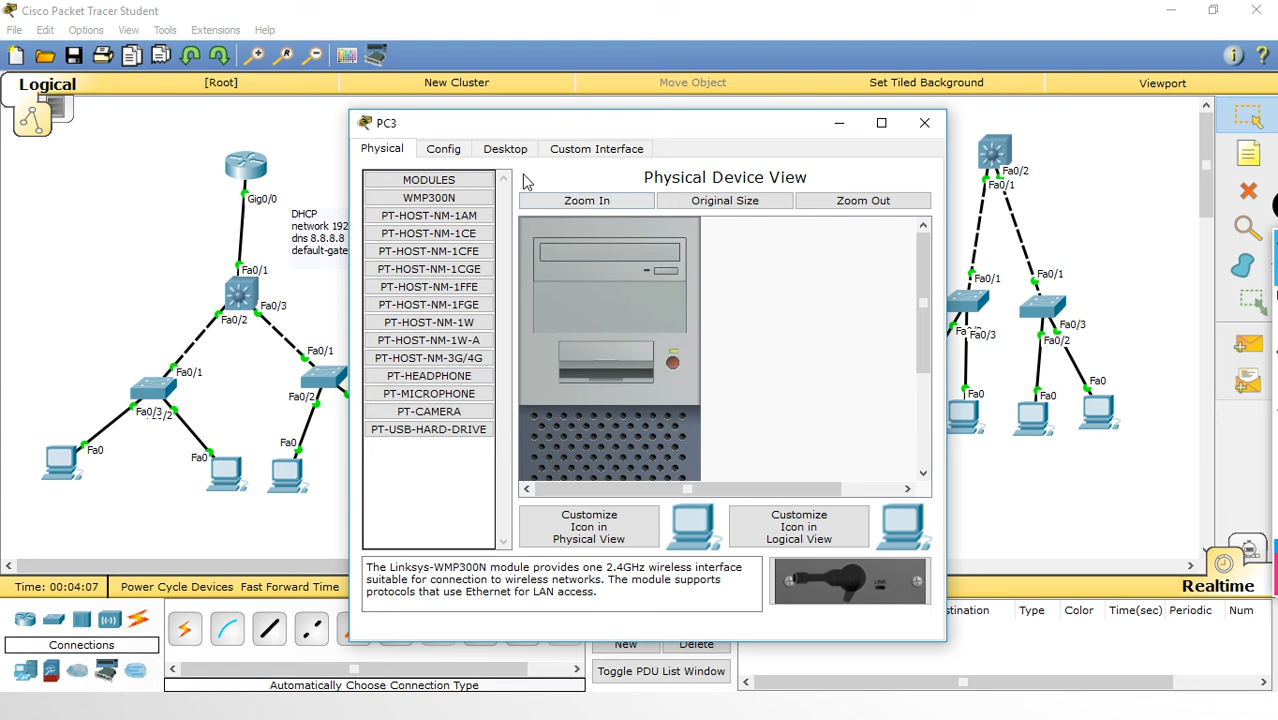 Cisco Packet Tracer Student
File Edit Options View Tools Extensions Help
Logical [Root] New Cluster Move Object Set Tiled Background Viewport
Gig0/0
DHCP
network 192
dns 8.8.8.8
default-gate
Fa0/1
Fa0/3
Fa0/2
Fa0/1
Fa0/1
Fa0/3
Fa0/2
Fa0
Fa0
Fa0
PC3
Physical Config Desktop Custom Interface
MODULES
WMP300N
PT-HOST-NM-1AM
PT-HOST-NM-1CE
PT-HOST-NM-1CFE
PT-HOST-NM-1CGE
PT-HOST-NM-1FFE
PT-HOST-NM-1FGE
PT-HOST-NM-1W
PT-HOST-NM-1W-A
PT-HOST-NM-3G/4G
PT-HEADPHONE
PT-MICROPHONE
PT-CAMERA
PT-USB-HARD-DRIVE
Physical Device View
Zoom In Original Size Zoom Out
Customize
Icon in
Physical View
Customize
Icon in
Logical View
The Linksys-WMP300N module provides one 2.4GHz wireless interface
suitable for connection to wireless networks. The module supports
protocols that use Ethernet for LAN access.
LINK
Fa0/2
Fa0/1
Fa0/1
Fa0/1
Fa0/3
Fa0/3
Fa0/2
Fa0
Fa0
Fa0
Time: 00:04:07 Power Cycle Devices Fast Forward Time
Realtime
Connections
Automatically Choose Connection Type
New Delete
Toggle PDU List Window
stination Type Color Time(sec) Periodic Num